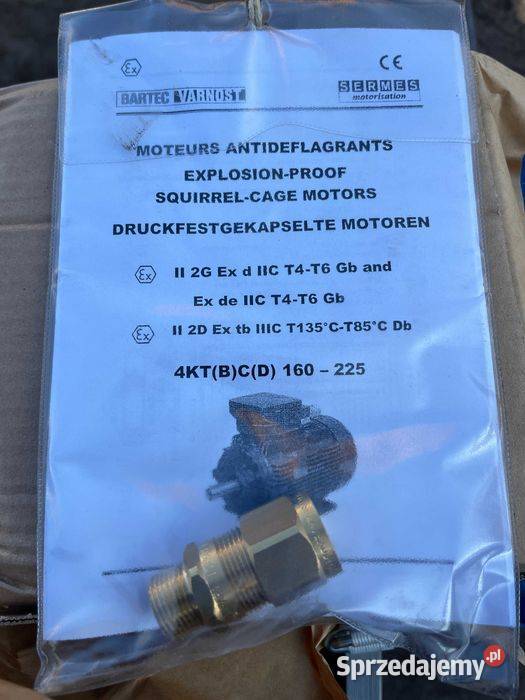 Ex
CE
BARTEC VARNOST
SERMES
motorisation
MOTEURS ANTIDEFLAGRANTS
EXPLOSION-PROOF
SQUIRREL-CAGE MOTORS
DRUCKFESTGEKAPSELTE MOTOREN
Ex II 2G Ex d IIC T4-T6 Gb and
Ex de IIC T4-T6 Gb
Ex II 2D Ex tb IIIC T135°C-T85°C Db
4KT(B)C(D) 160 – 225
Sprzedajemy.pl